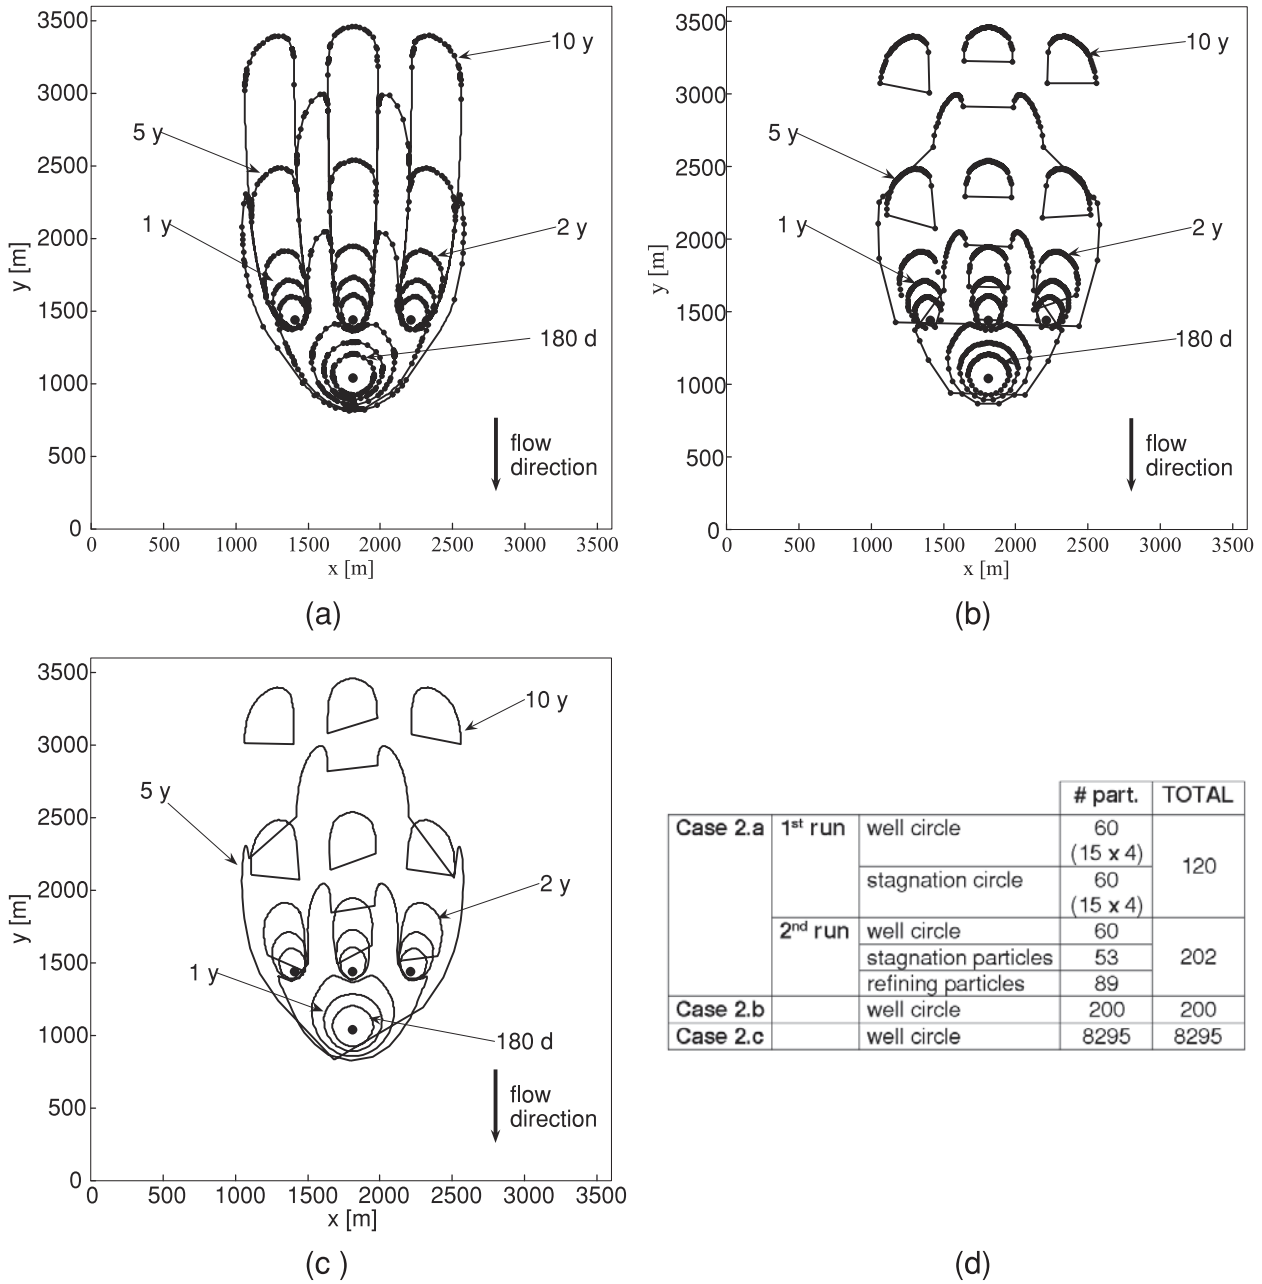 3500
3000
2500
2000
1500
1000
500
0
y [m]
0 500 1000 1500 2000 2500 3000 3500
x [m]
10 y
5 y
1 y
2 y
180 d
flow
direction
(a)
3500
3000
2500
2000
1500
1000
500
0
y [m]
0 500 1000 1500 2000 2500 3000 3500
x [m]
10 y
5 y
1 y
2 y
180 d
flow
direction
(b)
3500
3000
2500
2000
1500
1000
500
0
y [m]
0 500 1000 1500 2000 2500 3000 3500
x [m]
10 y
5 y
2 y
1 y
180 d
flow
direction
(c )
# part. TOTAL
Case 2.a 1st run well circle 60
(15 x 4)
120
stagnation circle 60
(15 x 4)
2nd run well circle 60
stagnation particles 53 202
refining particles 89
Case 2.b well circle 200 200
Case 2.c well circle 8295 8295
(d)